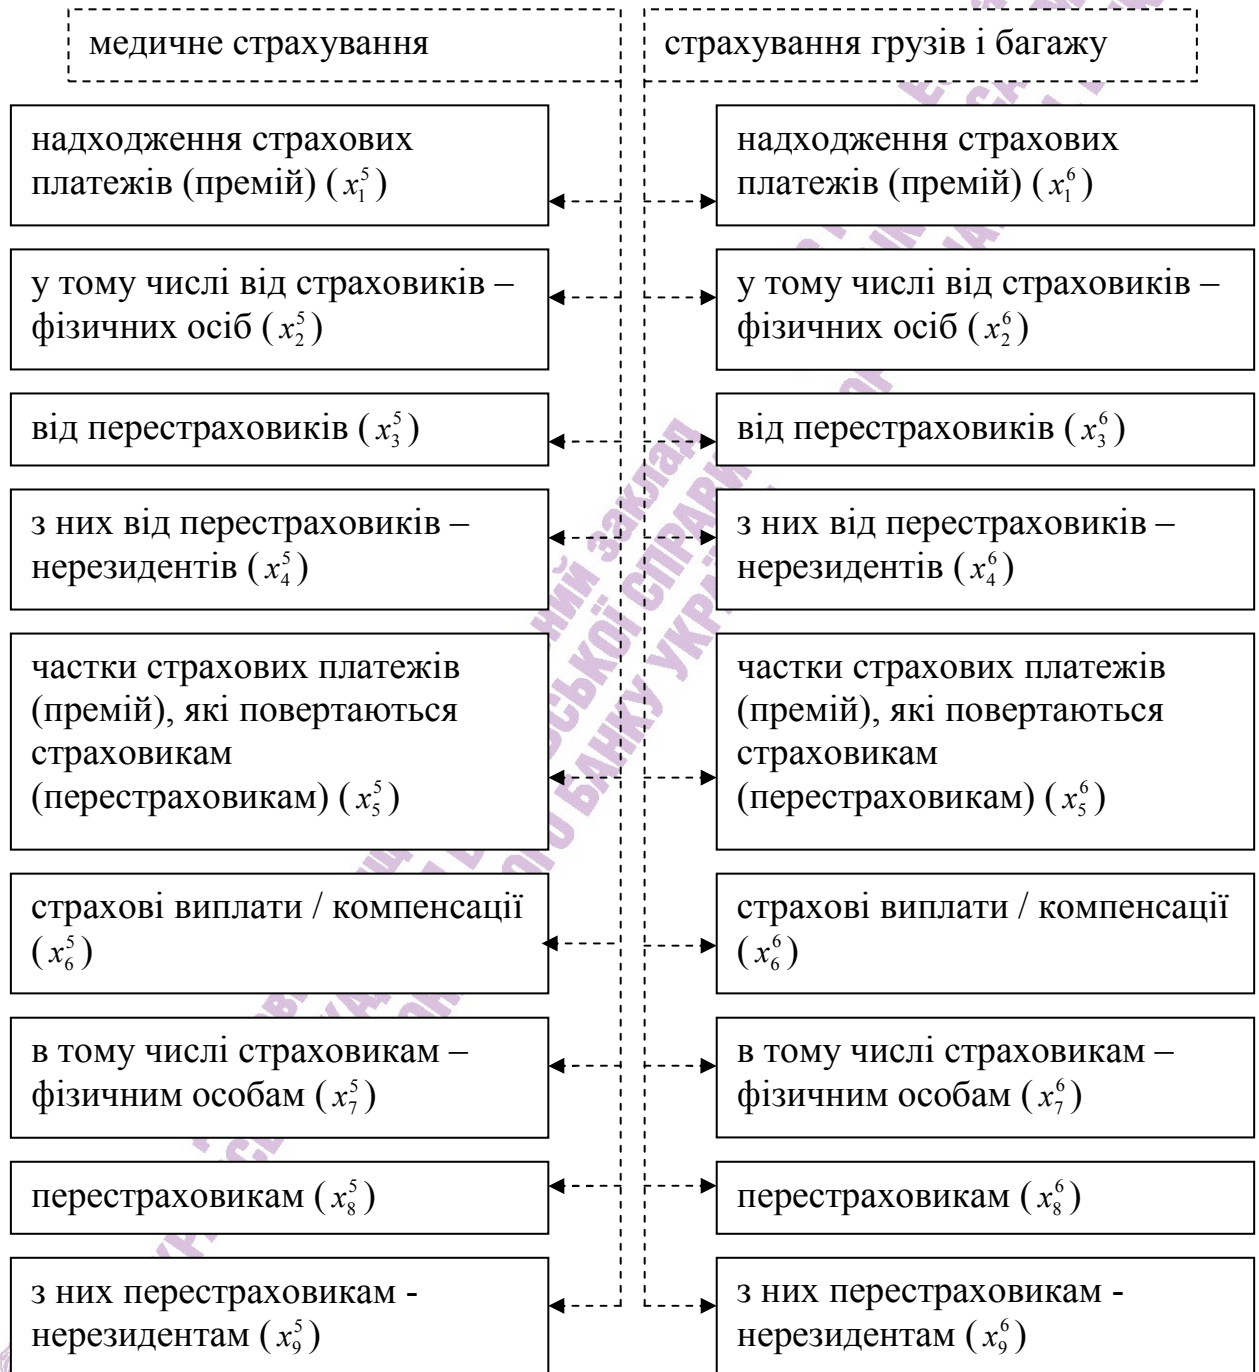 медичне страхування
надходження страхових
платежів (премій) (x₁⁵)
у тому числі від страховиків –
фізичних осіб (x₂⁵)
від перестраховиків (x₃⁵)
з них від перестраховиків –
нерезидентів (x₄⁵)
частки страхових платежів
(премій), які повертаються
страховикам
(перестраховикам) (x₅⁵)
страхові виплати / компенсації
(x₆⁵)
в тому числі страховикам –
фізичним особам (x₇⁵)
перестраховикам (x₈⁵)
з них перестраховикам -
нерезидентам (x₉⁵)
страхування грузів і багажу
надходження страхових
платежів (премій) (x₁⁶)
у тому числі від страховиків –
фізичних осіб (x₂⁶)
від перестраховиків (x₃⁶)
з них від перестраховиків –
нерезидентів (x₄⁶)
частки страхових платежів
(премій), які повертаються
страховикам
(перестраховикам) (x₅⁶)
страхові виплати / компенсації
(x₆⁶)
в тому числі страховикам –
фізичним особам (x₇⁶)
перестраховикам (x₈⁶)
з них перестраховикам -
нерезидентам (x₉⁶)